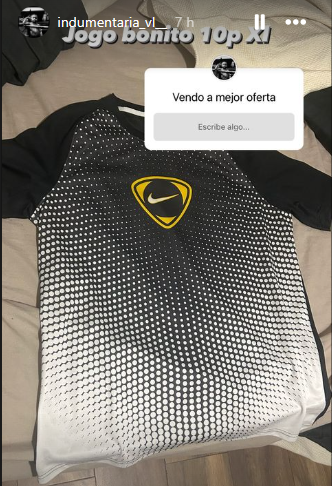 indumentaria_vl_ 7 h
Jogo bonito 10p Xl
Vendo a mejor oferta
Escribe algo...